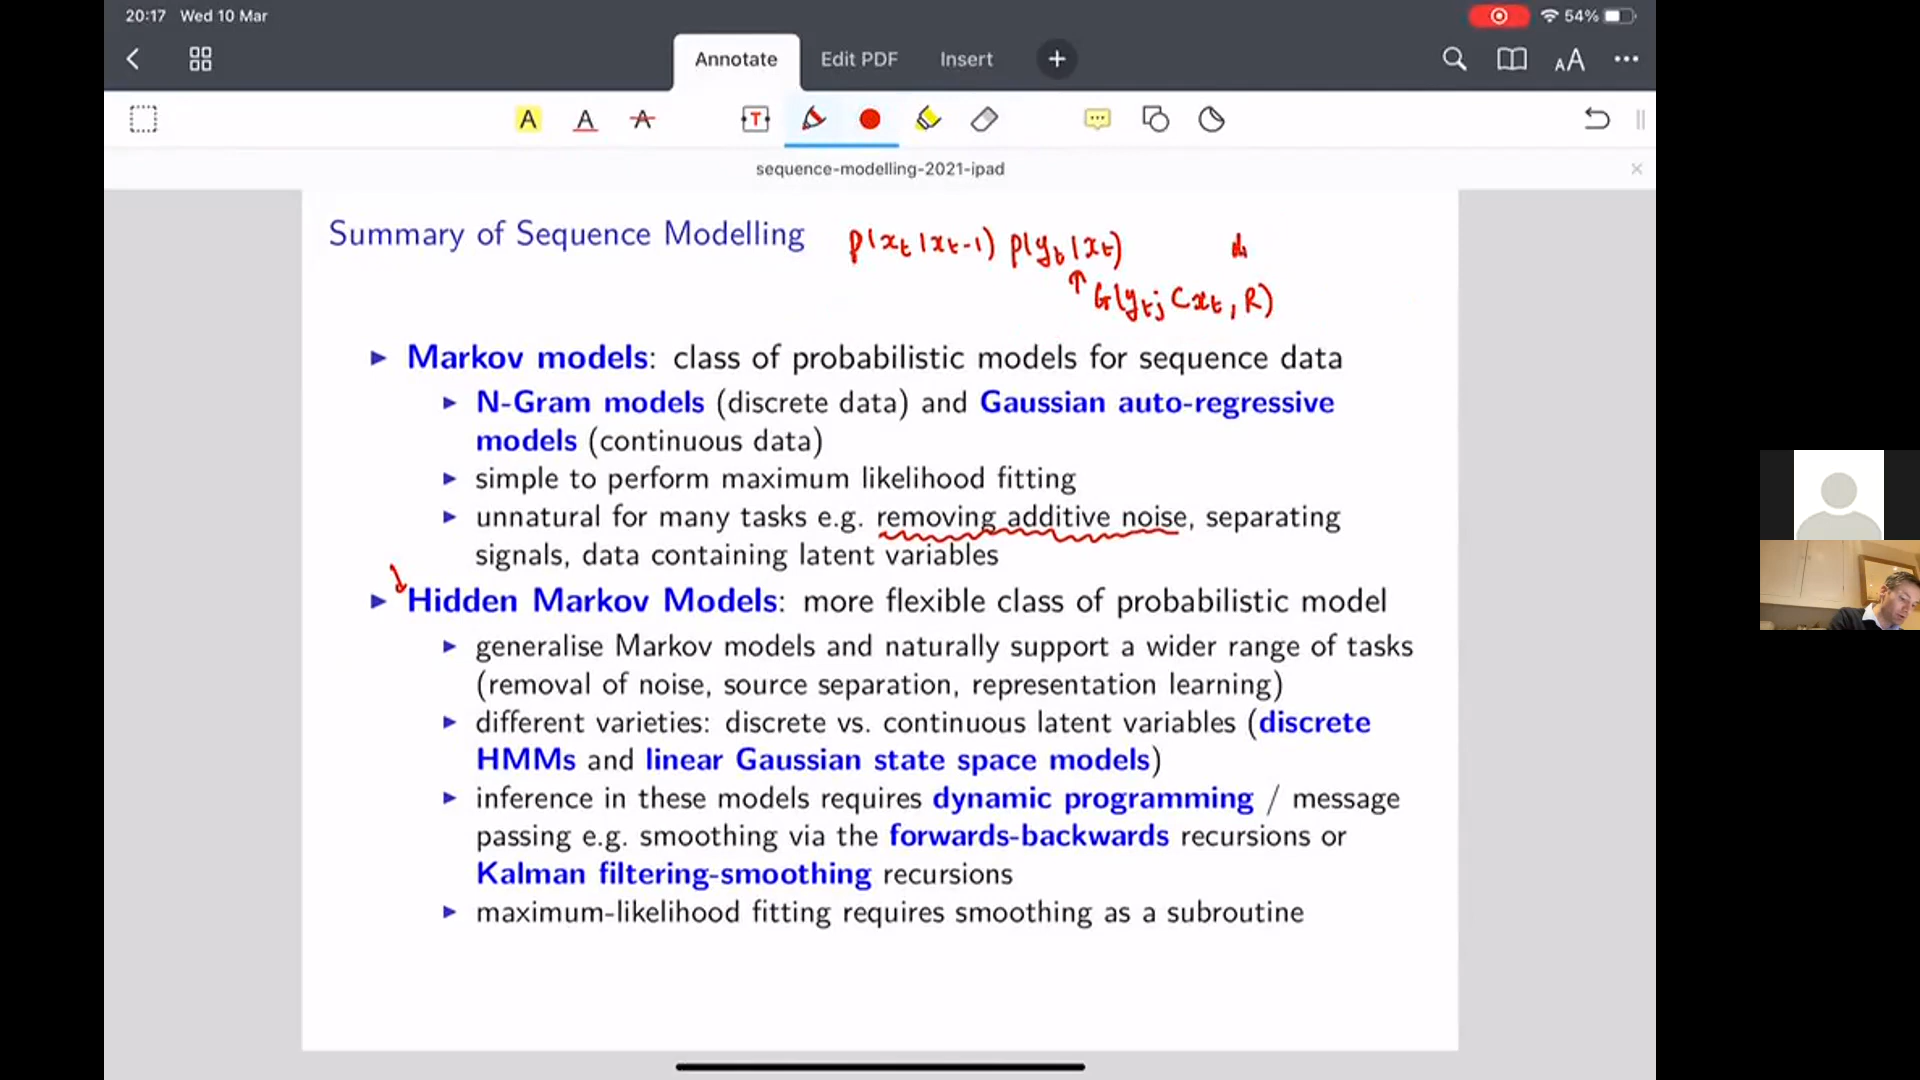 20:17 Wed 10 Mar 54%
Annotate Edit PDF Insert
AA
A A A T
sequence-modelling-2021-ipad
Summary of Sequence Modelling p(xt|xt-1) p(yt|xt)
G(yt; Cxt, R)
▶ Markov models: class of probabilistic models for sequence data
▶ N-Gram models (discrete data) and Gaussian auto-regressive
models (continuous data)
▶ simple to perform maximum likelihood fitting
▶ unnatural for many tasks e.g. removing additive noise, separating
signals, data containing latent variables
▶ Hidden Markov Models: more flexible class of probabilistic model
▶ generalise Markov models and naturally support a wider range of tasks
(removal of noise, source separation, representation learning)
▶ different varieties: discrete vs. continuous latent variables (discrete
HMMs and linear Gaussian state space models)
▶ inference in these models requires dynamic programming / message
passing e.g. smoothing via the forwards-backwards recursions or
Kalman filtering-smoothing recursions
▶ maximum-likelihood fitting requires smoothing as a subroutine